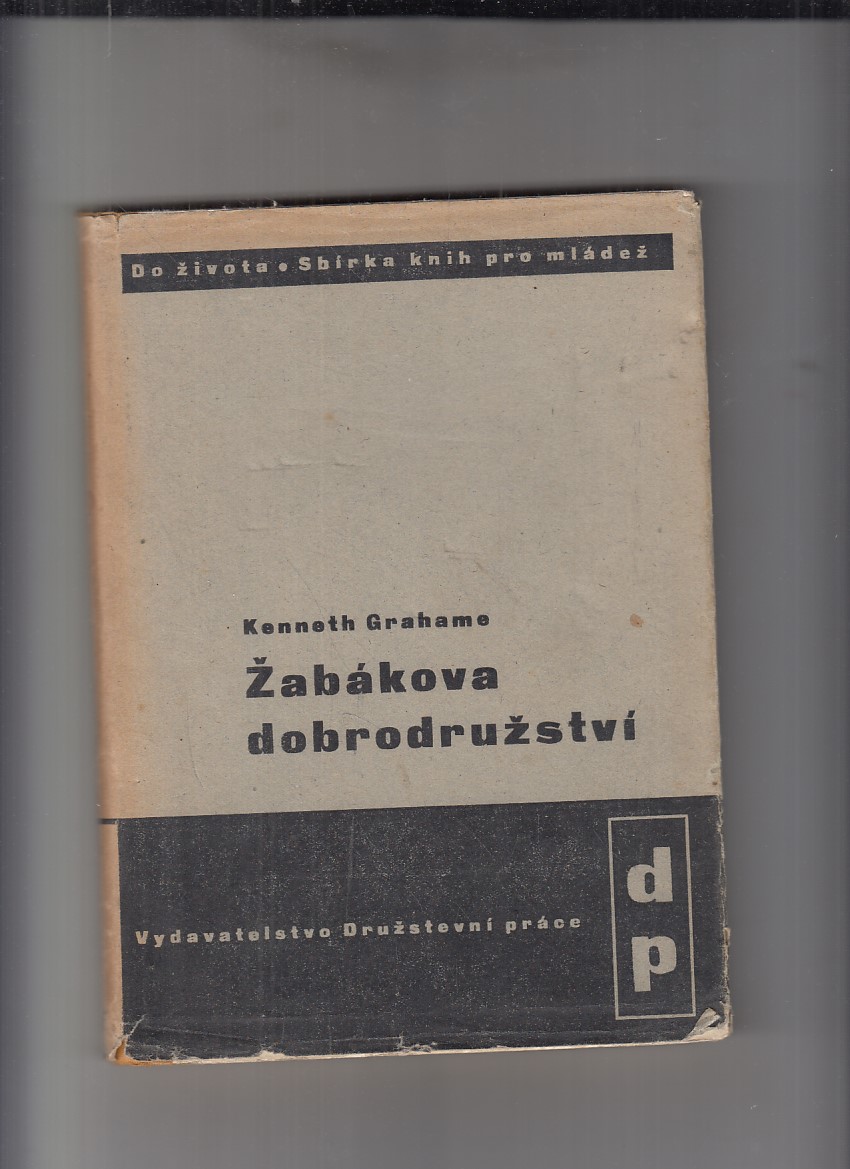 Do života • Sbírka knih pro mládež
Kenneth Grahame
Žabákova
dobrodružství
Vydavatelstvo Družstevní práce
d
p